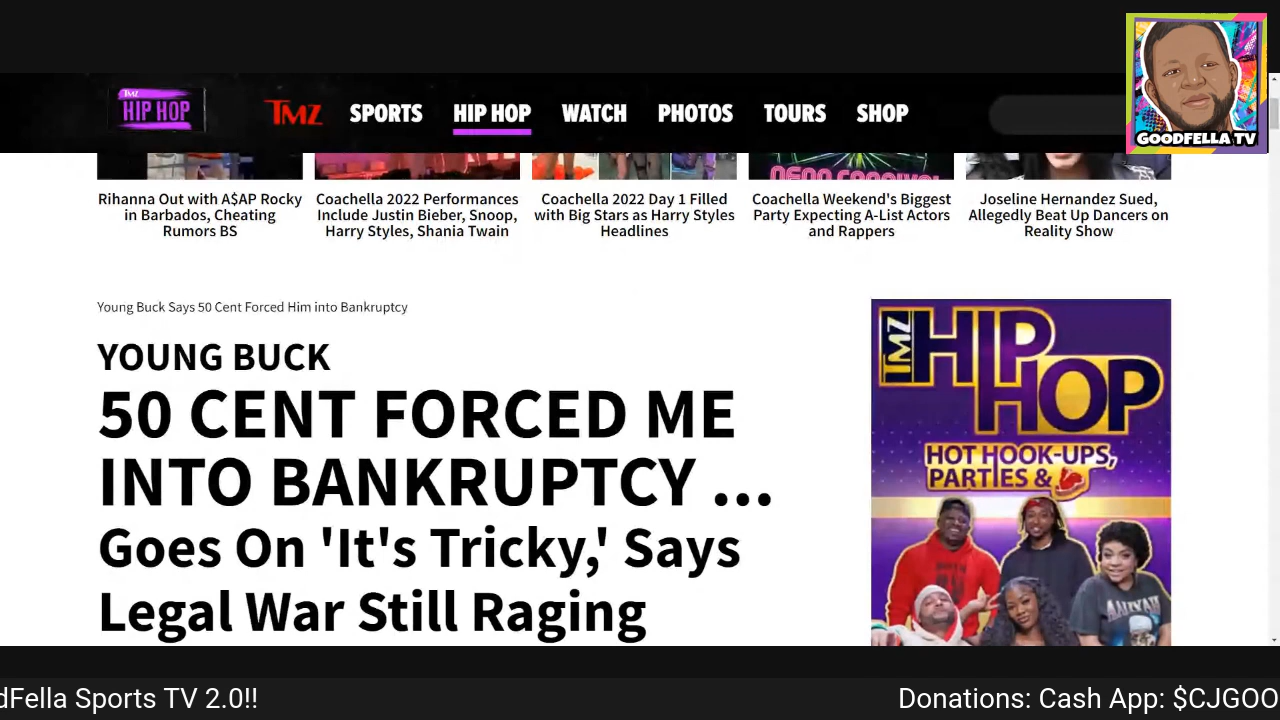 TMZ
HIP HOP
TMZ SPORTS HIP HOP WATCH PHOTOS TOURS SHOP
GOODFELLA TV
NEON CARNIVAL
Rihanna Out with A$AP Rocky
in Barbados, Cheating
Rumors BS
Coachella 2022 Performances
Include Justin Bieber, Snoop,
Harry Styles, Shania Twain
Coachella 2022 Day 1 Filled
with Big Stars as Harry Styles
Headlines
Coachella Weekend's Biggest
Party Expecting A-List Actors
and Rappers
Joseline Hernandez Sued,
Allegedly Beat Up Dancers on
Reality Show
Young Buck Says 50 Cent Forced Him into Bankruptcy
YOUNG BUCK
50 CENT FORCED ME
INTO BANKRUPTCY ...
Goes On 'It's Tricky,' Says
Legal War Still Raging
TMZ
HIP
HOP
HOT HOOK-UPS,
PARTIES &
AALIYAH
dFella Sports TV 2.0!!
Donations: Cash App: $CJGOO